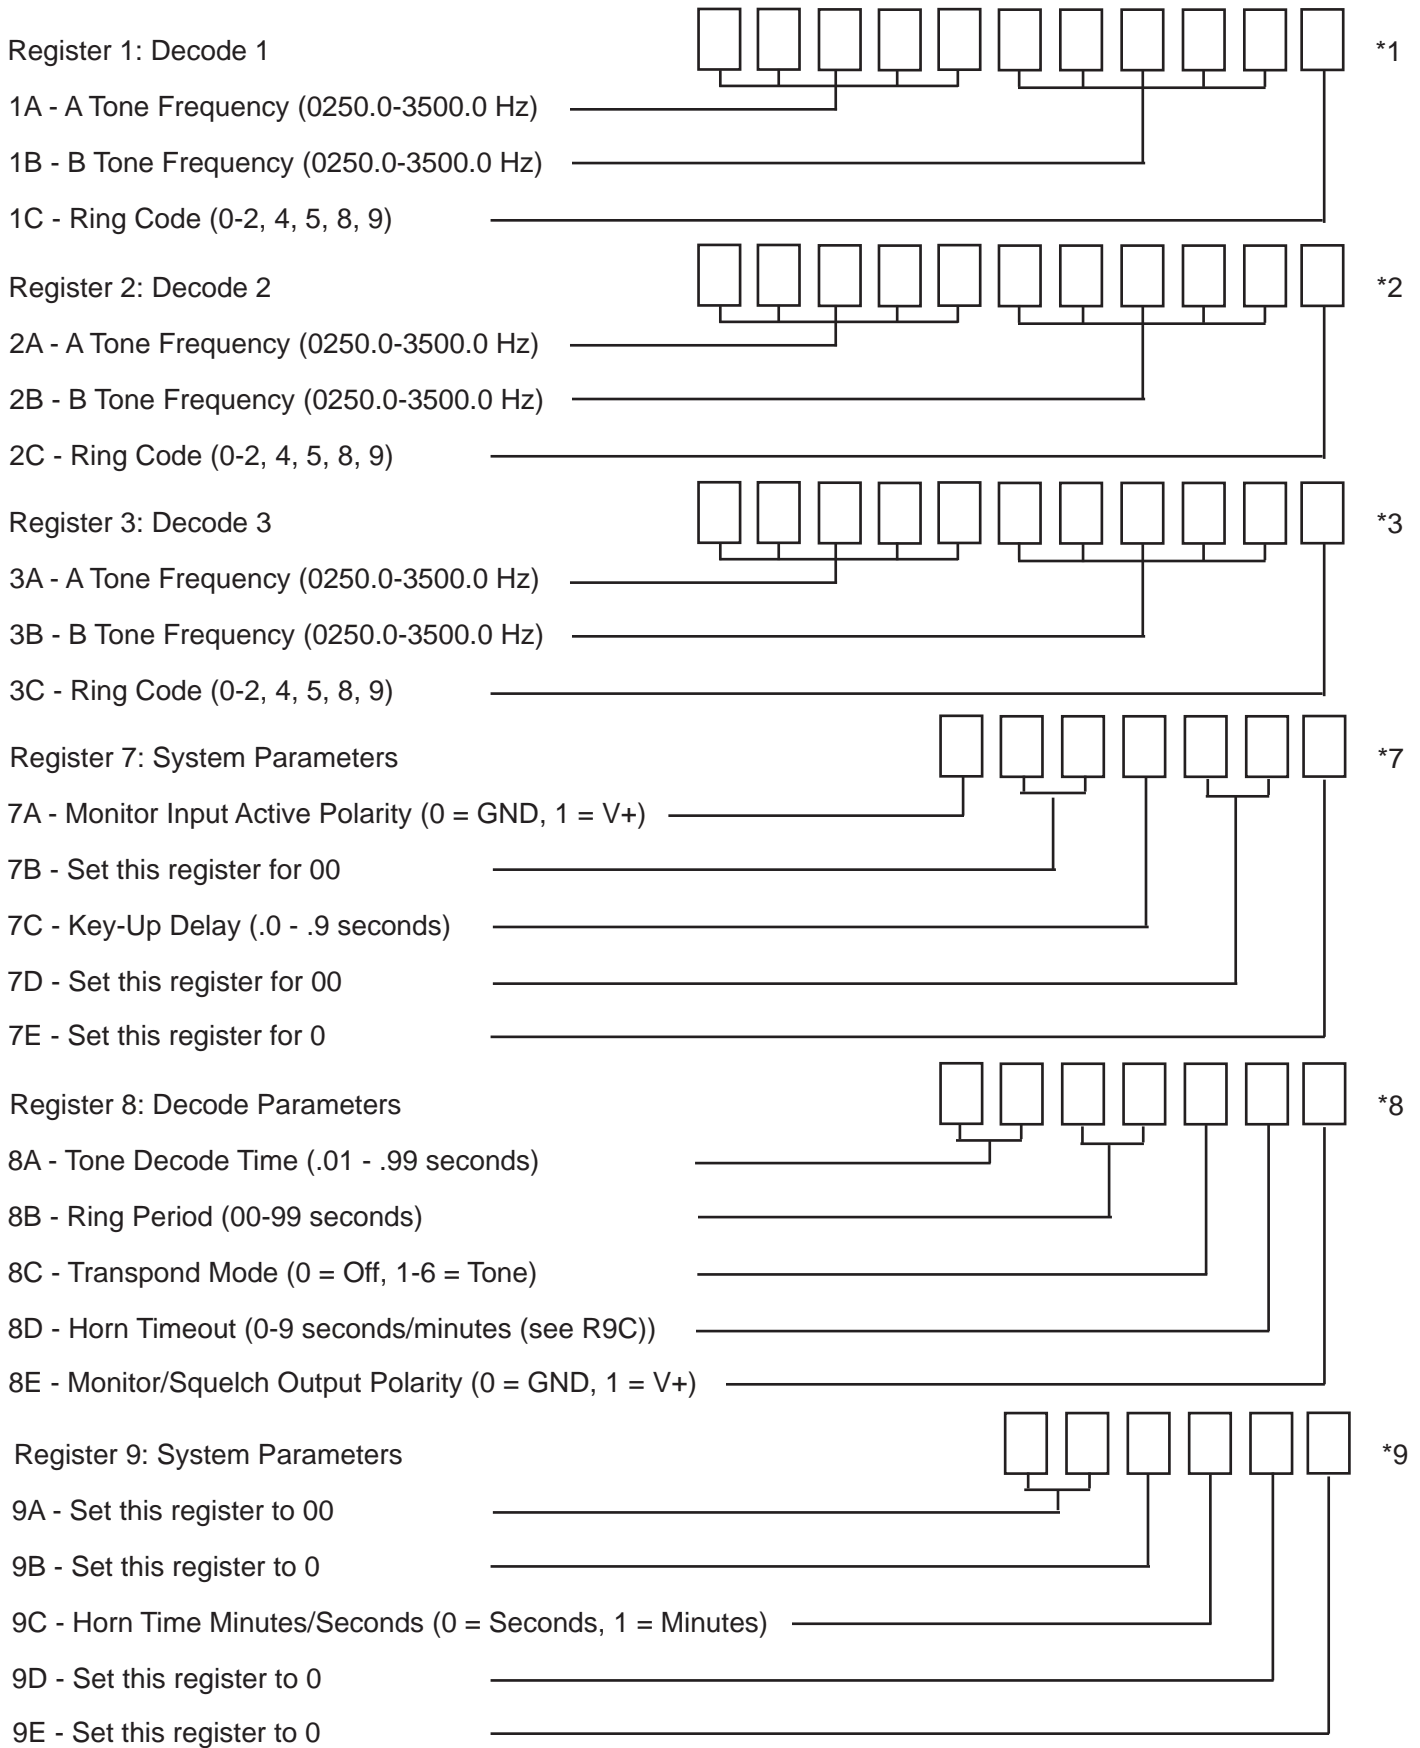 Register 1: Decode 1 *1
1A - A Tone Frequency (0250.0-3500.0 Hz)
1B - B Tone Frequency (0250.0-3500.0 Hz)
1C - Ring Code (0-2, 4, 5, 8, 9)
Register 2: Decode 2 *2
2A - A Tone Frequency (0250.0-3500.0 Hz)
2B - B Tone Frequency (0250.0-3500.0 Hz)
2C - Ring Code (0-2, 4, 5, 8, 9)
Register 3: Decode 3 *3
3A - A Tone Frequency (0250.0-3500.0 Hz)
3B - B Tone Frequency (0250.0-3500.0 Hz)
3C - Ring Code (0-2, 4, 5, 8, 9)
Register 7: System Parameters *7
7A - Monitor Input Active Polarity (0 = GND, 1 = V+)
7B - Set this register for 00
7C - Key-Up Delay (.0 - .9 seconds)
7D - Set this register for 00
7E - Set this register for 0
Register 8: Decode Parameters *8
8A - Tone Decode Time (.01 - .99 seconds)
8B - Ring Period (00-99 seconds)
8C - Transpond Mode (0 = Off, 1-6 = Tone)
8D - Horn Timeout (0-9 seconds/minutes (see R9C))
8E - Monitor/Squelch Output Polarity (0 = GND, 1 = V+)
Register 9: System Parameters *9
9A - Set this register to 00
9B - Set this register to 0
9C - Horn Time Minutes/Seconds (0 = Seconds, 1 = Minutes)
9D - Set this register to 0
9E - Set this register to 0